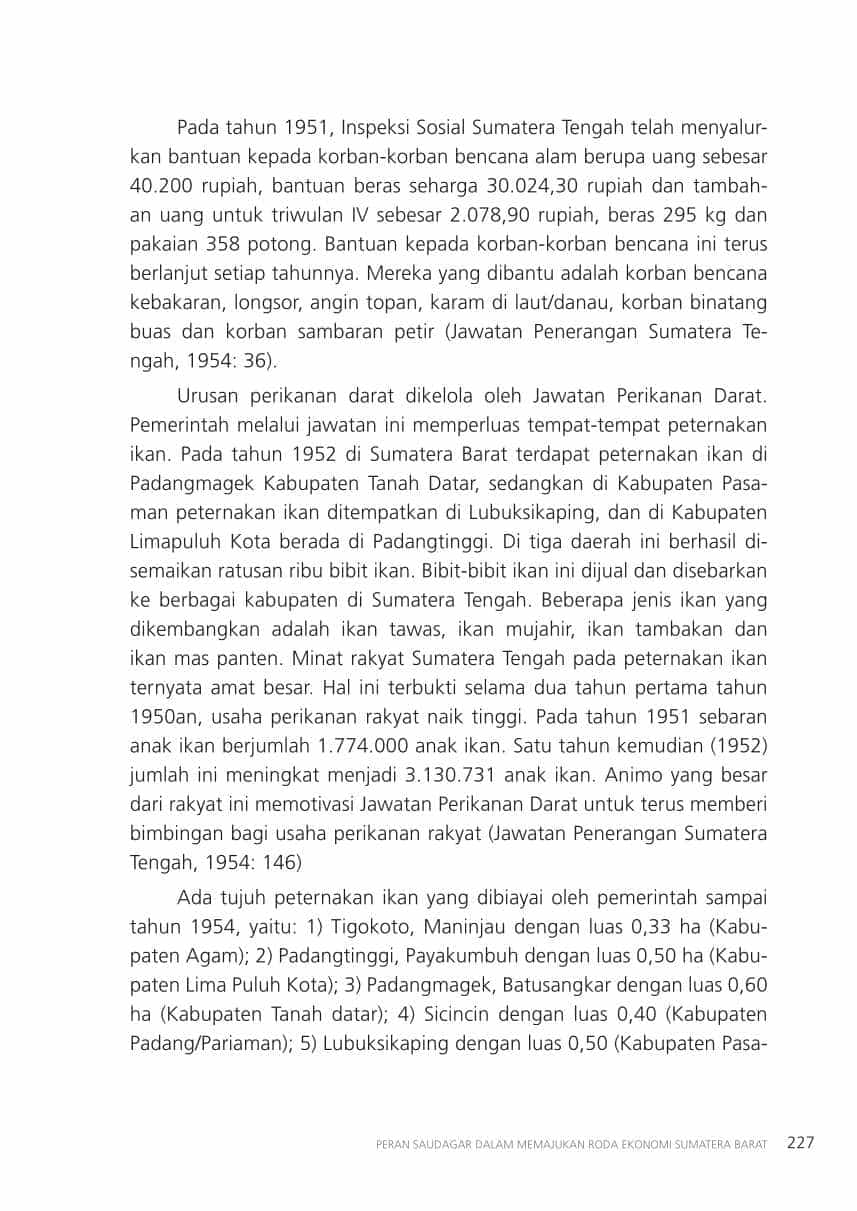 Pada tahun 1951, Inspeksi Sosial Sumatera Tengah telah menyalur-
kan bantuan kepada korban-korban bencana alam berupa uang sebesar
40.200 rupiah, bantuan beras seharga 30.024,30 rupiah dan tambah-
an uang untuk triwulan IV sebesar 2.078,90 rupiah, beras 295 kg dan
pakaian 358 potong. Bantuan kepada korban-korban bencana ini terus
berlanjut setiap tahunnya. Mereka yang dibantu adalah korban bencana
kebakaran, longsor, angin topan, karam di laut/danau, korban binatang
buas dan korban sambaran petir (Jawatan Penerangan Sumatera Te-
ngah, 1954: 36).
Urusan perikanan darat dikelola oleh Jawatan Perikanan Darat.
Pemerintah melalui jawatan ini memperluas tempat-tempat peternakan
ikan. Pada tahun 1952 di Sumatera Barat terdapat peternakan ikan di
Padangmagek Kabupaten Tanah Datar, sedangkan di Kabupaten Pasa-
man peternakan ikan ditempatkan di Lubuksikaping, dan di Kabupaten
Limapuluh Kota berada di Padangtinggi. Di tiga daerah ini berhasil di-
semaikan ratusan ribu bibit ikan. Bibit-bibit ikan ini dijual dan disebarkan
ke berbagai kabupaten di Sumatera Tengah. Beberapa jenis ikan yang
dikembangkan adalah ikan tawas, ikan mujahir, ikan tambakan dan
ikan mas panten. Minat rakyat Sumatera Tengah pada peternakan ikan
ternyata amat besar. Hal ini terbukti selama dua tahun pertama tahun
1950an, usaha perikanan rakyat naik tinggi. Pada tahun 1951 sebaran
anak ikan berjumlah 1.774.000 anak ikan. Satu tahun kemudian (1952)
jumlah ini meningkat menjadi 3.130.731 anak ikan. Animo yang besar
dari rakyat ini memotivasi Jawatan Perikanan Darat untuk terus memberi
bimbingan bagi usaha perikanan rakyat (Jawatan Penerangan Sumatera
Tengah, 1954: 146)
Ada tujuh peternakan ikan yang dibiayai oleh pemerintah sampai
tahun 1954, yaitu: 1) Tigokoto, Maninjau dengan luas 0,33 ha (Kabu-
paten Agam); 2) Padangtinggi, Payakumbuh dengan luas 0,50 ha (Kabu-
paten Lima Puluh Kota); 3) Padangmagek, Batusangkar dengan luas 0,60
ha (Kabupaten Tanah datar); 4) Sicincin dengan luas 0,40 (Kabupaten
Padang/Pariaman); 5) Lubuksikaping dengan luas 0,50 (Kabupaten Pasa-
PERAN SAUDAGAR DALAM MEMAJUKAN RODA EKONOMI SUMATERA BARAT 227